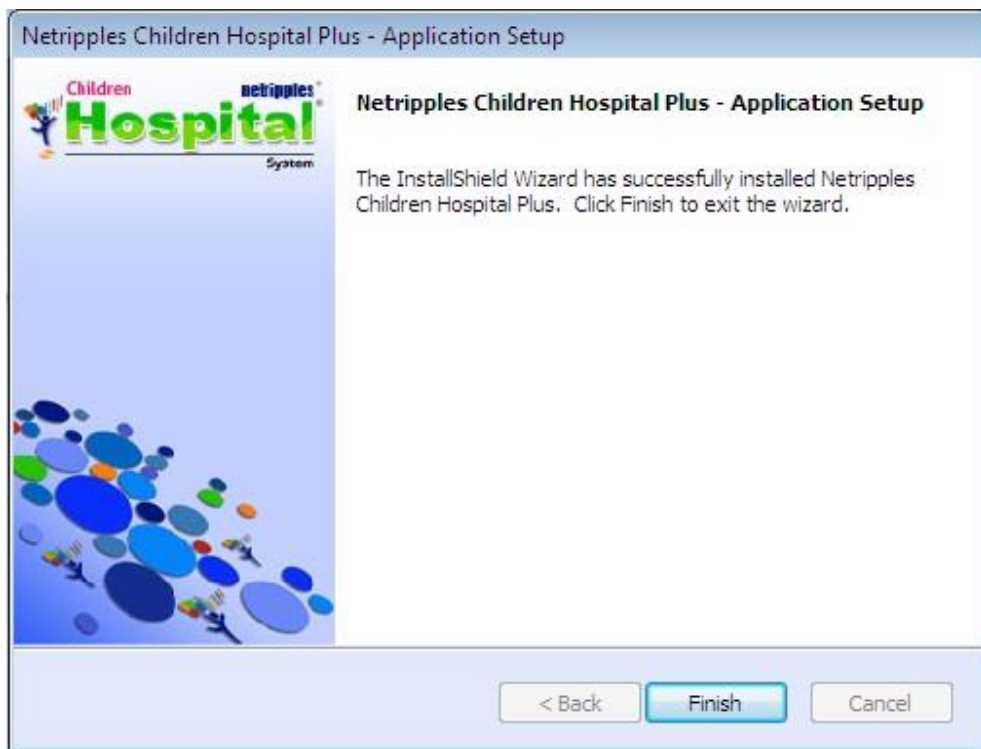 Netripples Children Hospital Plus - Application Setup
Children netripples
Hospital
System
Netripples Children Hospital Plus - Application Setup
The InstallShield Wizard has successfully installed Netripples
Children Hospital Plus. Click Finish to exit the wizard.
< Back Finish Cancel